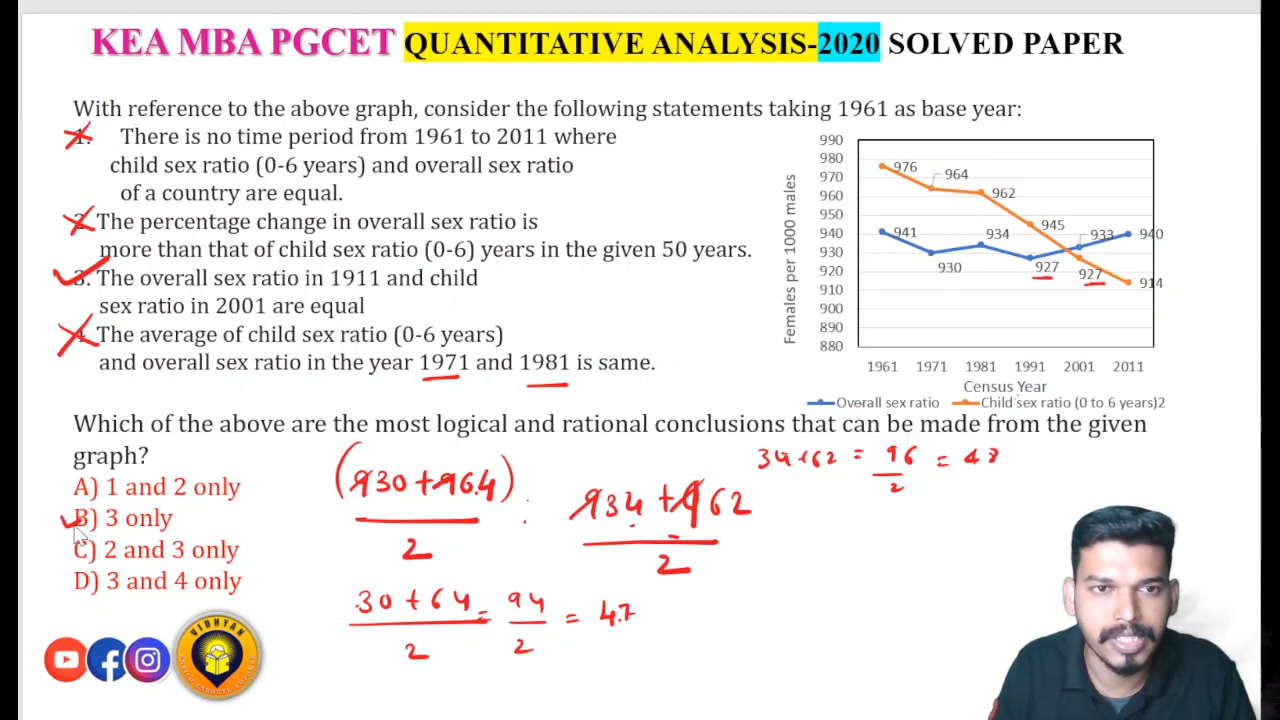 KEA MBA PGCET QUANTITATIVE ANALYSIS-2020 SOLVED PAPER
With reference to the above graph, consider the following statements taking 1961 as base year:
1. There is no time period from 1961 to 2011 where
child sex ratio (0-6 years) and overall sex ratio
of a country are equal.
2. The percentage change in overall sex ratio is
more than that of child sex ratio (0-6) years in the given 50 years.
3. The overall sex ratio in 1911 and child
sex ratio in 2001 are equal
4. The average of child sex ratio (0-6 years)
and overall sex ratio in the year 1971 and 1981 is same.
Females per 1000 males
990
980
970
960
950
940
930
920
910
900
890
880
976
964
962
945
941
930
934
927
933
927
940
914
1961 1971 1981 1991 2001 2011
Census Year
Overall sex ratio Child sex ratio (0 to 6 years)2
Which of the above are the most logical and rational conclusions that can be made from the given
graph?
A) 1 and 2 only
B) 3 only
C) 2 and 3 only
D) 3 and 4 only
(930+964)
2
:
934+962
2
34+62 = 96 = 48
2
30+64 = 94 = 47
2 2
VIDHYAN